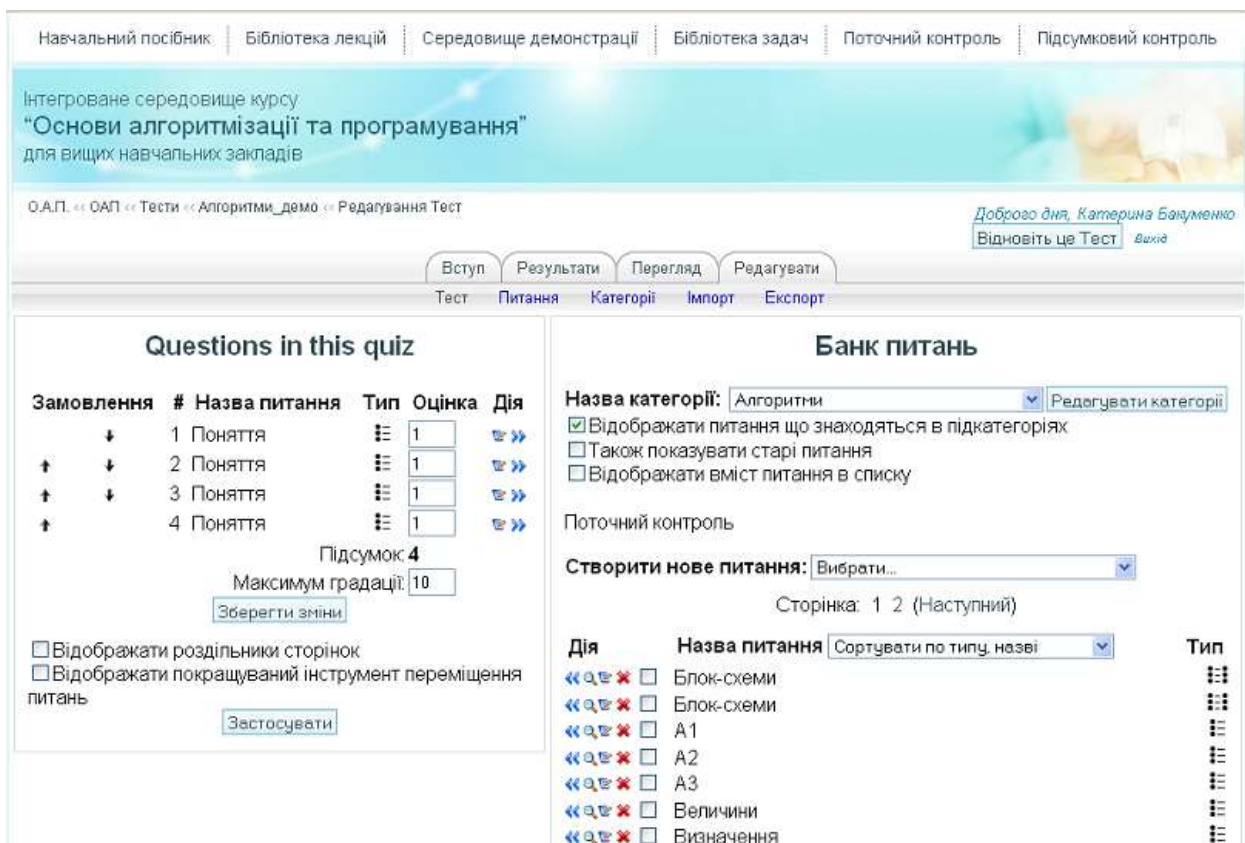 Навчальний посібник Бібліотека лекцій Середовище демонстрації Бібліотека задач Поточний контроль Підсумковий контроль
Інтегроване середовище курсу
“Основи алгоритмізації та програмування”
для вищих навчальних закладів
О.А.П. ‹‹ ОАП ‹‹ Тести ‹‹ Алгоритми_демо ‹‹ Редагування Тест
Доброго дня, Катерина Бакуменко
Відновіть це Тест Вихід
Вступ Результати Перегляд Редагувати
Тест Питання Категорії Імпорт Експорт
Questions in this quiz
Замовлення # Назва питання Тип Оцінка Дія
1 Поняття 1
2 Поняття 1
3 Поняття 1
4 Поняття 1
Підсумок: 4
Максимум градації: 10
Зберегти зміни
Відображати роздільники сторінок
Відображати покращуваний інструмент переміщення
питань
Застосувати
Банк питань
Назва категорії: Алгоритми Редагувати категорії
Відображати питання що знаходяться в підкатегоріях
Також показувати старі питання
Відображати вміст питання в списку
Поточний контроль
Створити нове питання: Вибрати...
Сторінка: 1 2 (Наступний)
Дія Назва питання Сортувати по типу, назві Тип
Блок-схеми
Блок-схеми
А1
А2
А3
Величини
Визначення